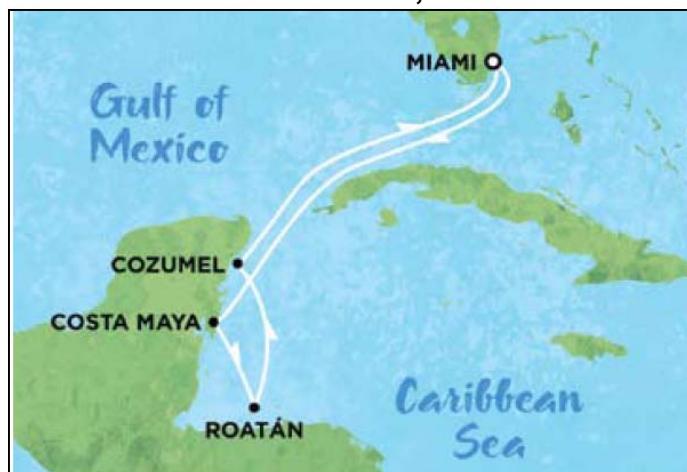 MIAMI
Gulf of
Mexico
COZUMEL
COSTA MAYA
ROATÁN
Caribbean
Sea